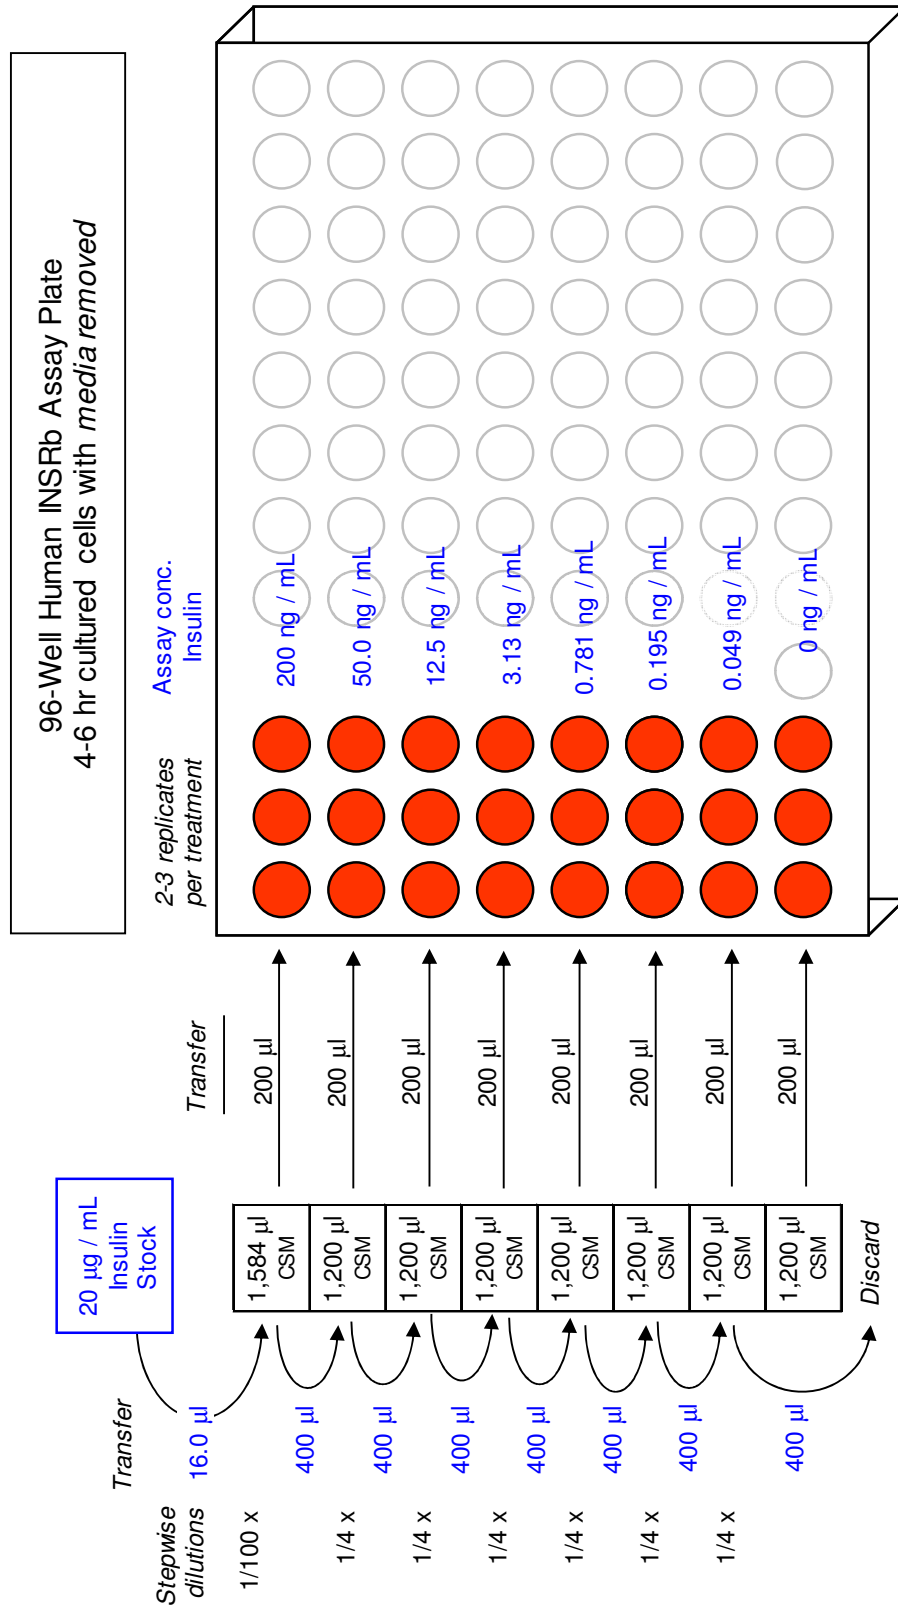 96-Well Human INSRb Assay Plate
4-6 hr cultured cells with media removed
Stepwise
dilutions
Transfer
20 µg / mL
Insulin
Stock
Transfer
2-3 replicates
per treatment
Assay conc.
Insulin
1/100 x
16.0 µl
1,584 µl
CSM
200 µl
200 ng / mL
1/4 x
400 µl
1,200 µl
CSM
200 µl
50.0 ng / mL
1/4 x
400 µl
1,200 µl
CSM
200 µl
12.5 ng / mL
1/4 x
400 µl
1,200 µl
CSM
200 µl
3.13 ng / mL
1/4 x
400 µl
1,200 µl
CSM
200 µl
0.781 ng / mL
1/4 x
400 µl
1,200 µl
CSM
200 µl
0.195 ng / mL
1/4 x
400 µl
1,200 µl
CSM
200 µl
0.049 ng / mL
400 µl
1,200 µl
CSM
200 µl
0 ng / mL
Discard